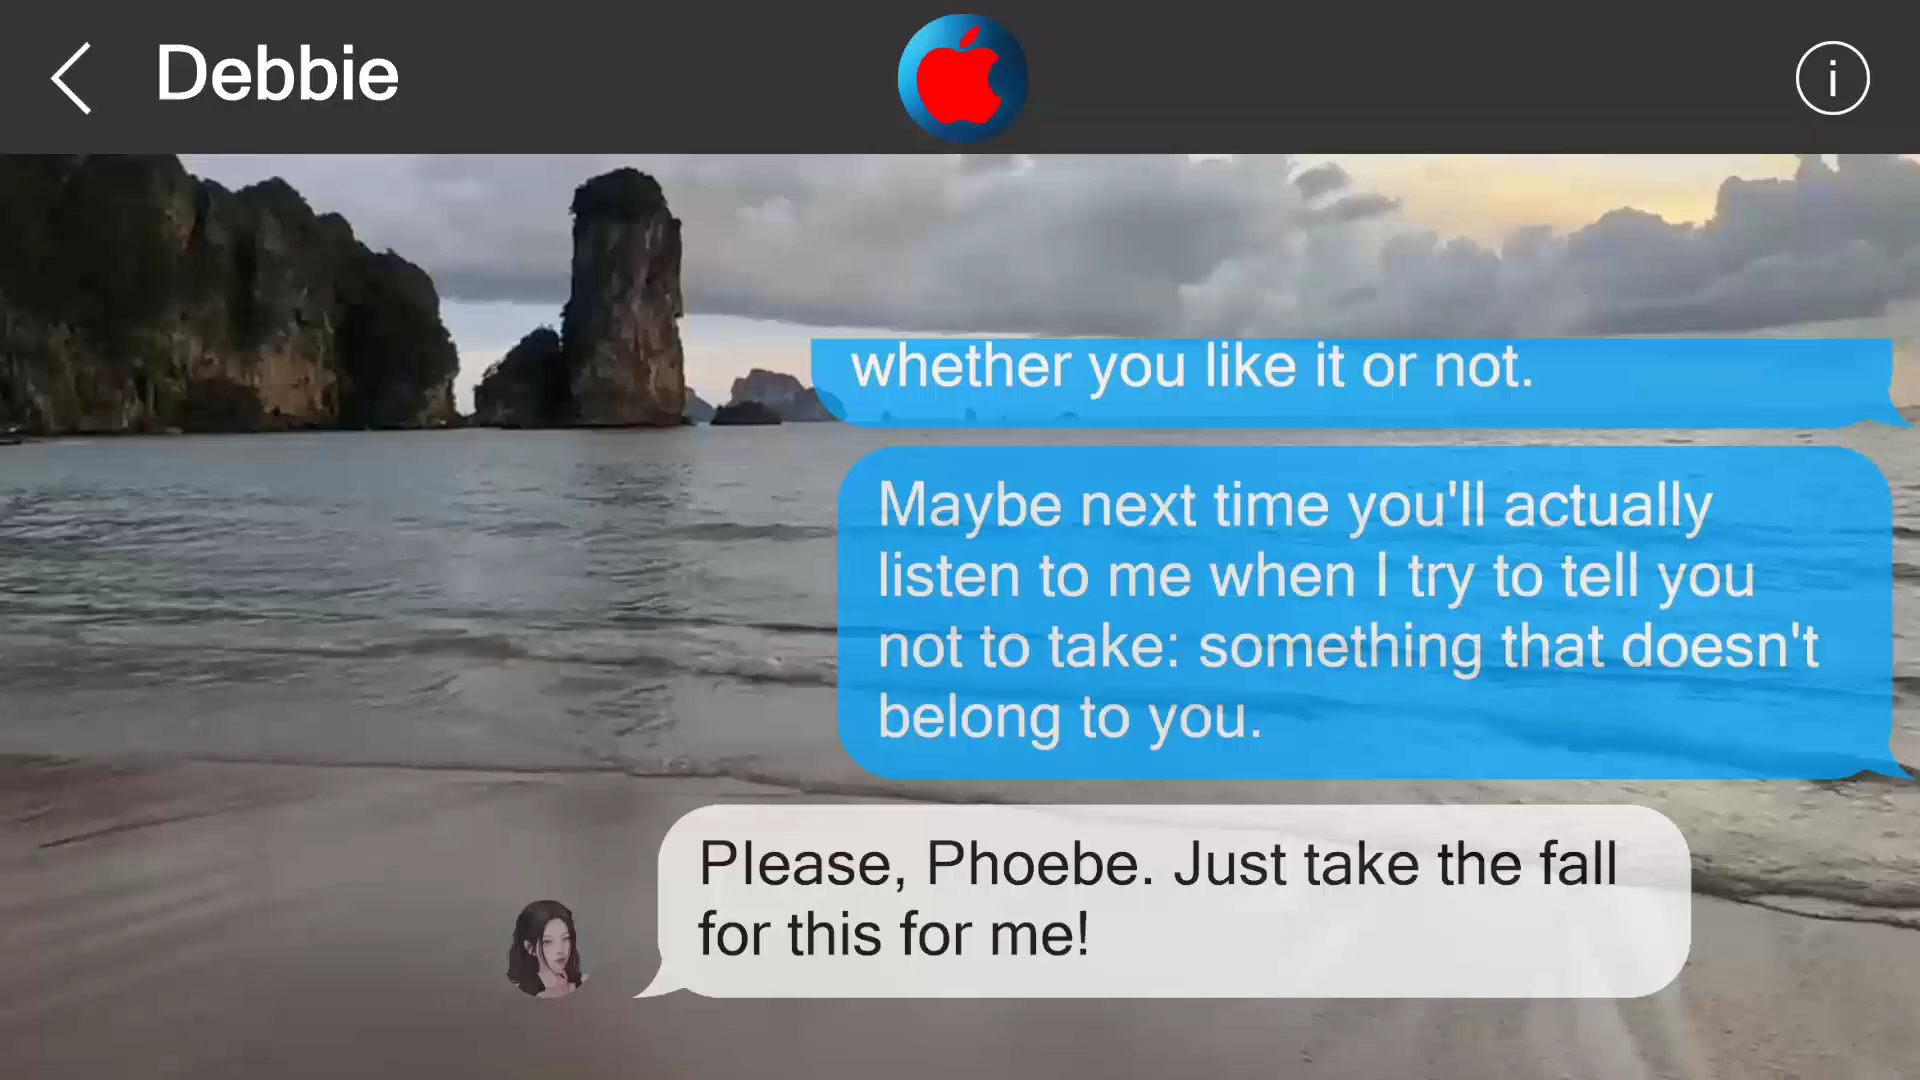 Debbie
i
whether you like it or not.
Maybe next time you'll actually
listen to me when I try to tell you
not to take: something that doesn't
belong to you.
Please, Phoebe. Just take the fall
for this for me!